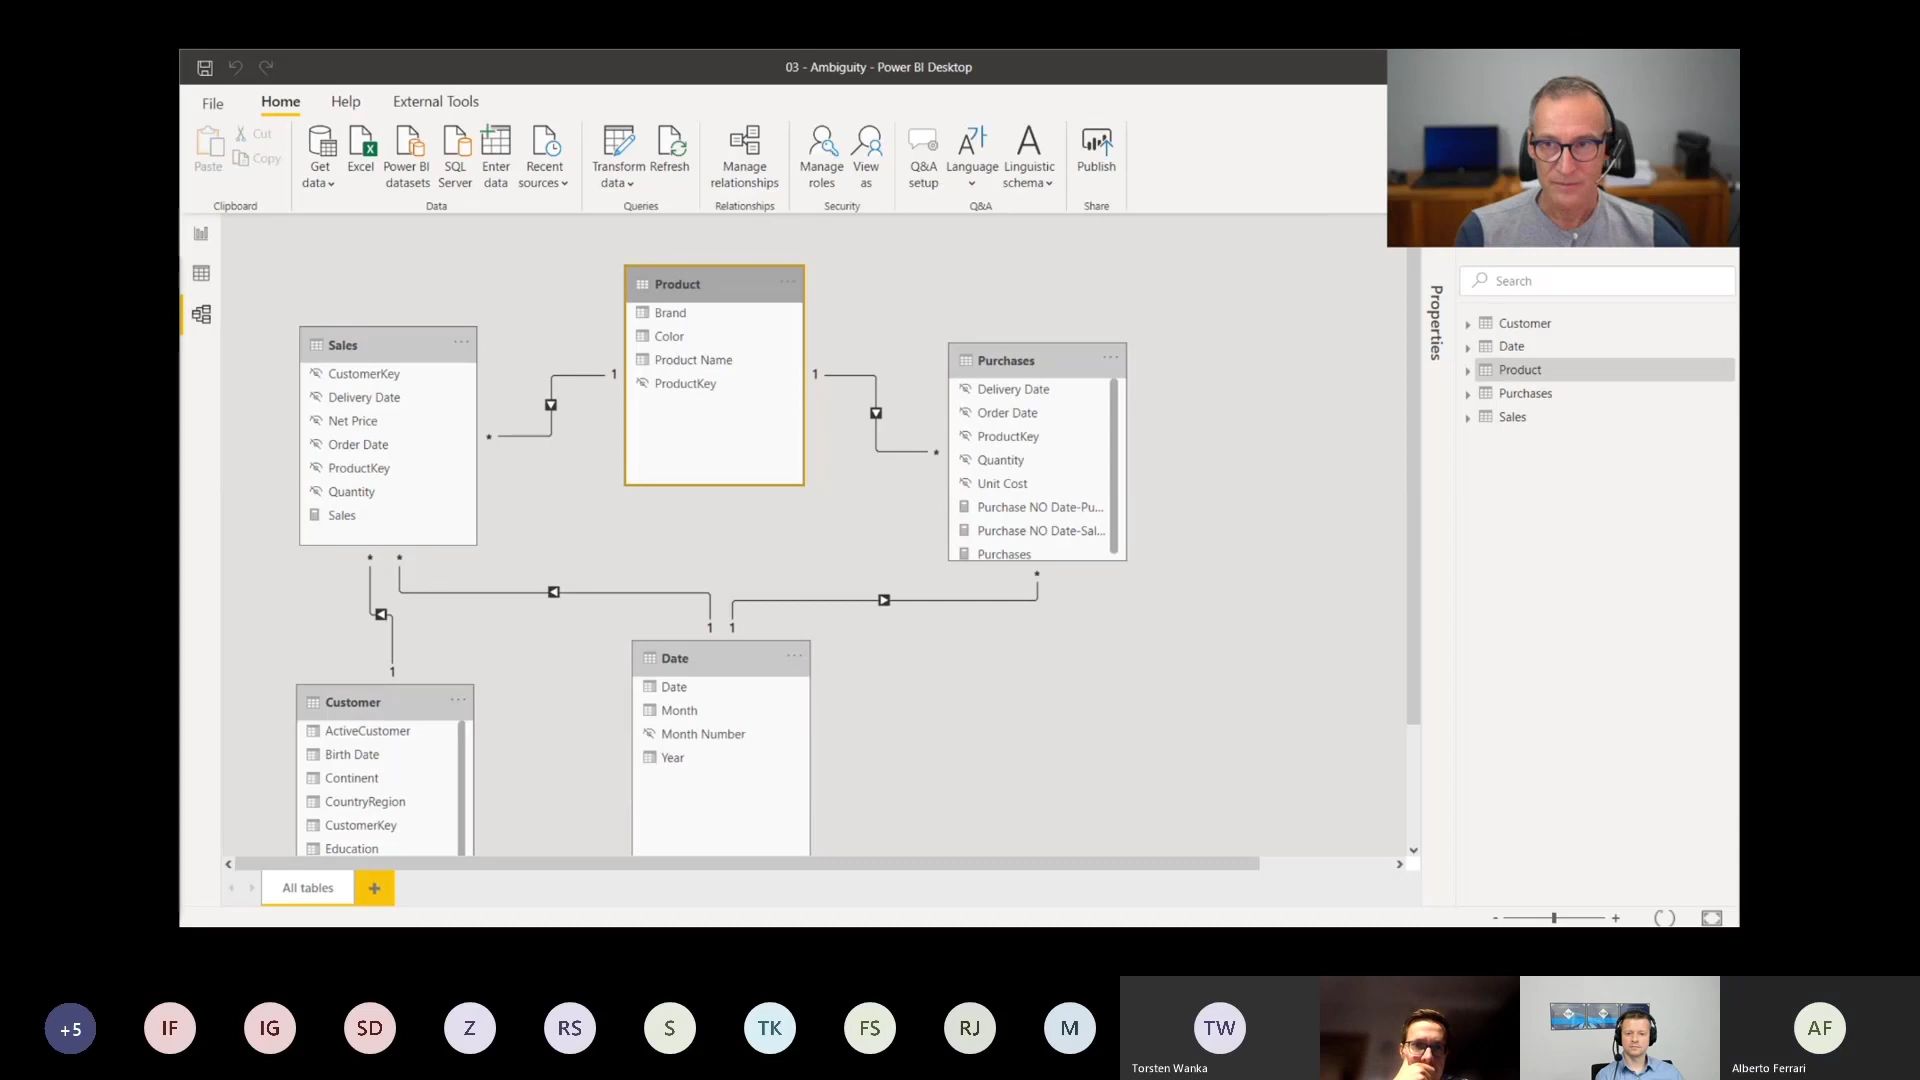 03 - Ambiguity - Power BI Desktop
File
Home
Help
External Tools
Paste
Cut
Copy
Get data
Excel
Power BI datasets
SQL Server
Enter data
Recent sources
Transform data
Refresh
Manage relationships
Manage roles
View as
Q&A setup
Language
Linguistic schema
Publish
Clipboard
Data
Queries
Relationships
Security
Q&A
Share
Product
Brand
Color
Product Name
ProductKey
Sales
CustomerKey
Delivery Date
Net Price
Order Date
ProductKey
Quantity
Sales
1
*
1
*
Purchases
Delivery Date
Order Date
ProductKey
Quantity
Unit Cost
Purchase NO Date-Pu...
Purchase NO Date-Sal...
Purchases
*
*
*
1
1
1
Customer
ActiveCustomer
Birth Date
Continent
CountryRegion
CustomerKey
Education
Date
Date
Month
Month Number
Year
Properties
Search
Customer
Date
Product
Purchases
Sales
All tables
+
-
+
+5
IF
IG
SD
Z
RS
S
TK
FS
RJ
M
TW
Torsten Wanka
AF
Alberto Ferrari